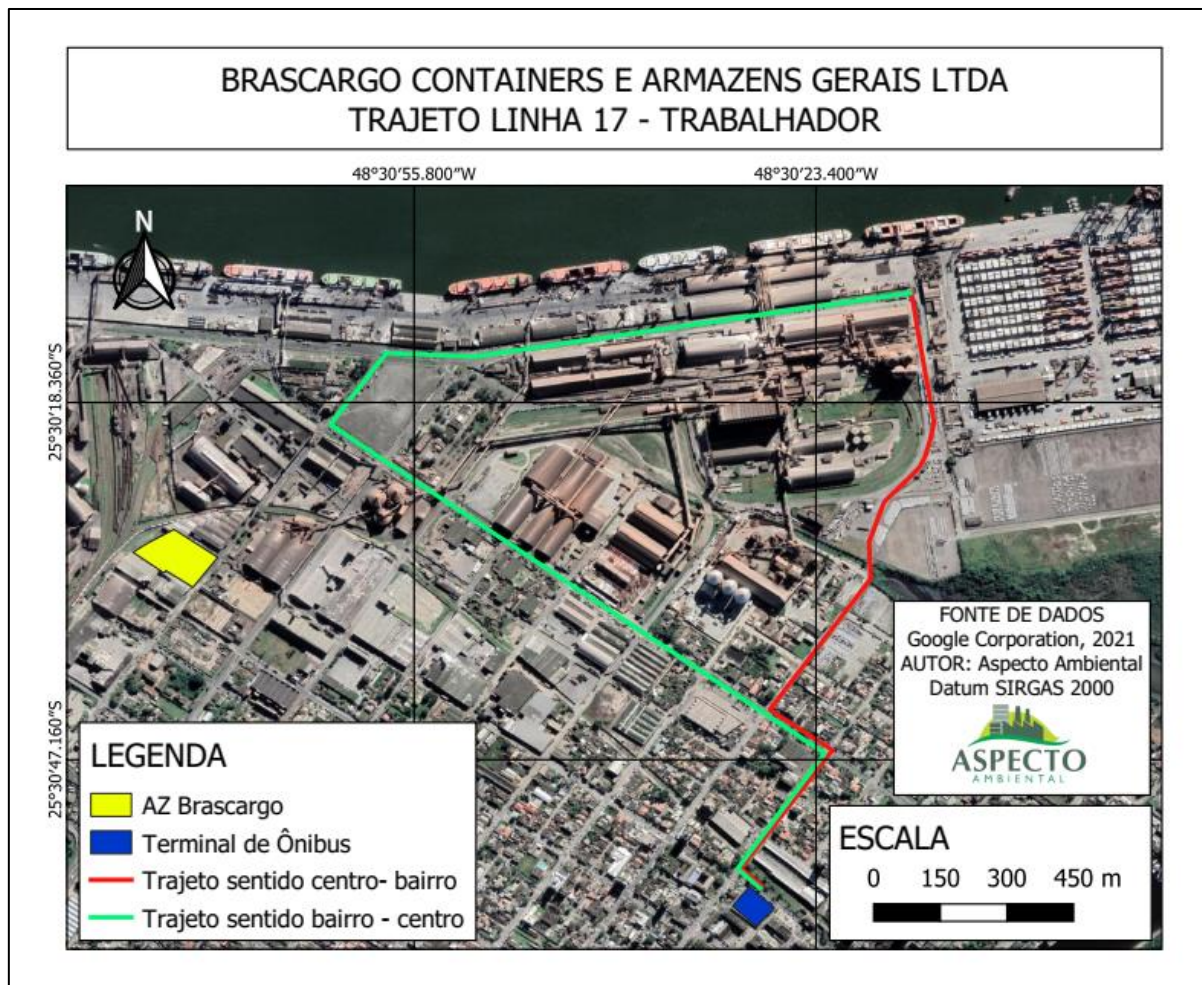 BRASCARGO CONTAINERS E ARMAZENS GERAIS LTDA
TRAJETO LINHA 17 - TRABALHADOR
48°30′55.800″W
48°30′23.400″W
N
25°30′18.360″S
25°30′47.160″S
FONTE DE DADOS
Google Corporation, 2021
AUTOR: Aspecto Ambiental
Datum SIRGAS 2000
ASPECTO
AMBIENTAL
LEGENDA
AZ Brascargo
Terminal de Ônibus
Trajeto sentido centro- bairro
Trajeto sentido bairro - centro
ESCALA
0 150 300 450 m